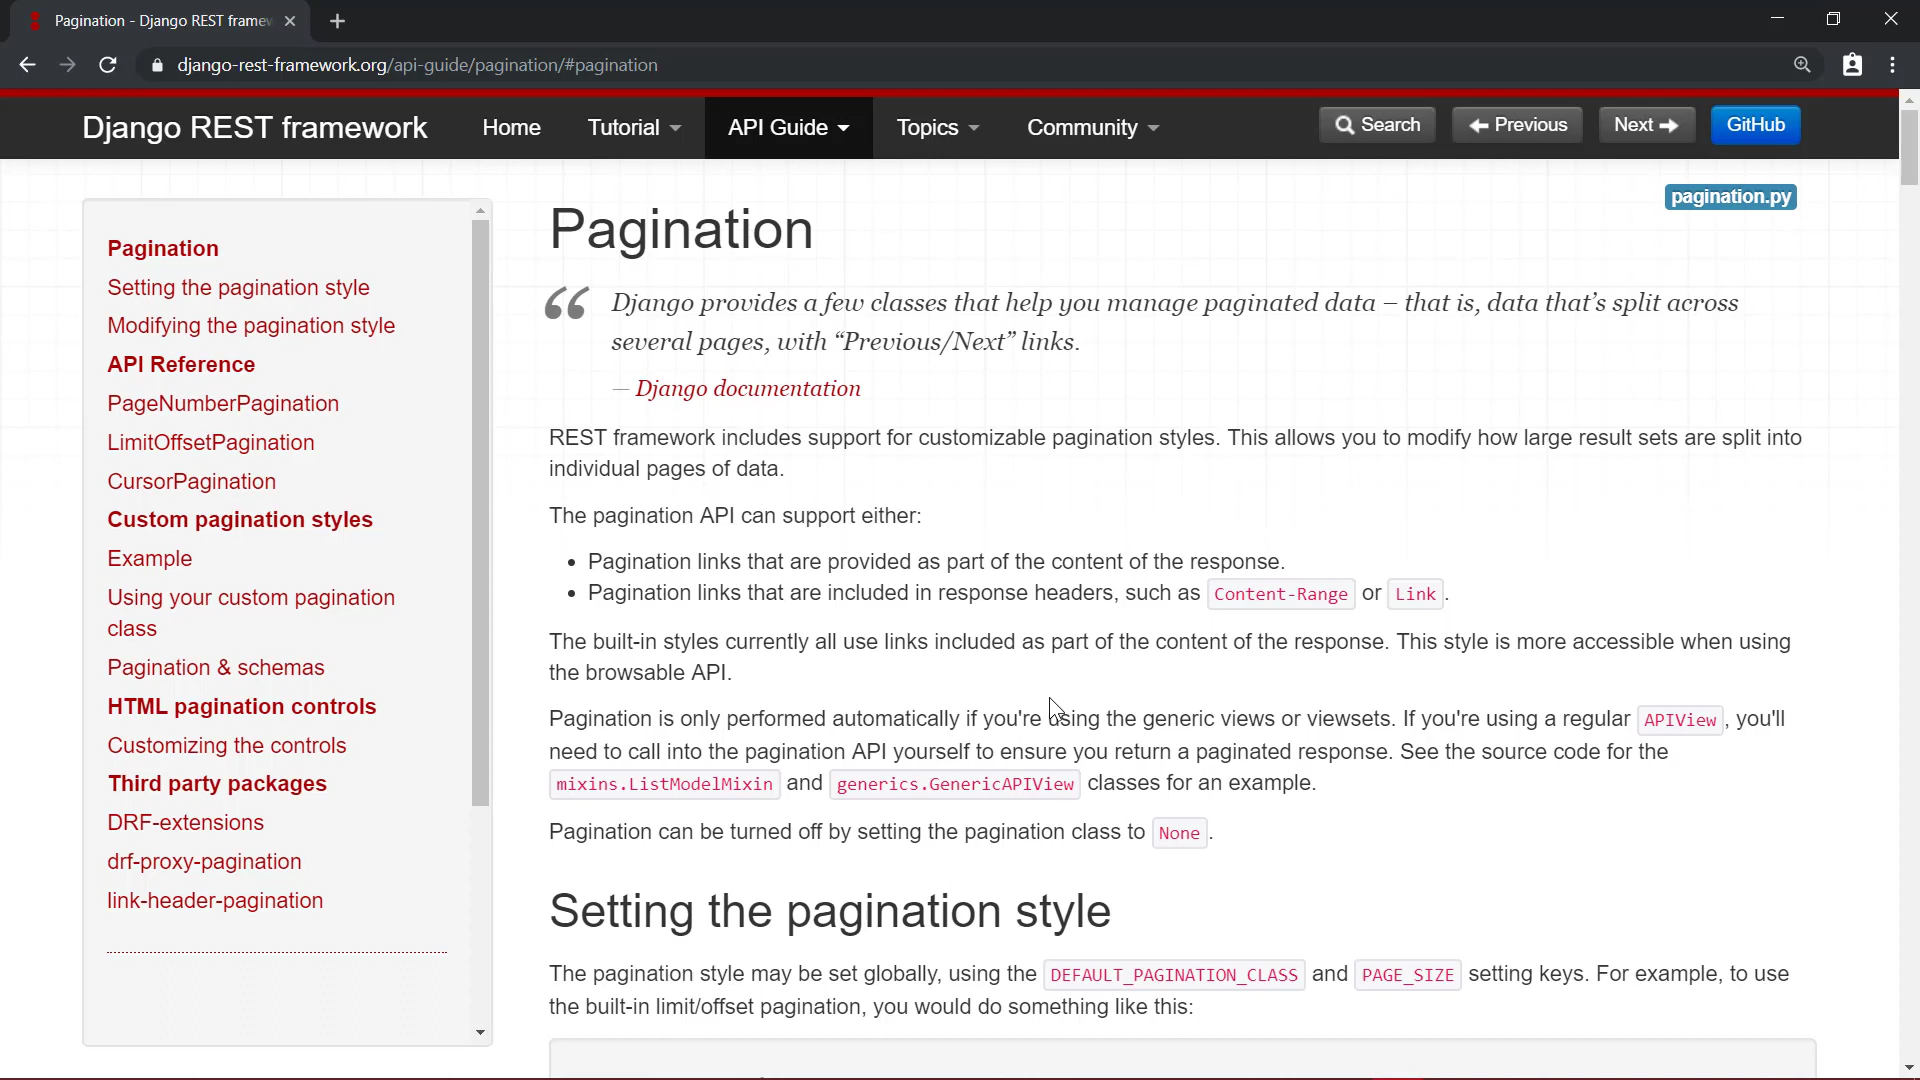 Pagination - Django REST framew
django-rest-framework.org/api-guide/pagination/#pagination
Django REST framework Home Tutorial API Guide Topics Community Search Previous Next GitHub
pagination.py
Pagination
Setting the pagination style
Modifying the pagination style
API Reference
PageNumberPagination
LimitOffsetPagination
CursorPagination
Custom pagination styles
Example
Using your custom pagination
class
Pagination & schemas
HTML pagination controls
Customizing the controls
Third party packages
DRF-extensions
drf-proxy-pagination
link-header-pagination
Pagination
“ Django provides a few classes that help you manage paginated data – that is, data that’s split across
several pages, with “Previous/Next” links.
— Django documentation
REST framework includes support for customizable pagination styles. This allows you to modify how large result sets are split into
individual pages of data.
The pagination API can support either:
• Pagination links that are provided as part of the content of the response.
• Pagination links that are included in response headers, such as Content-Range or Link.
The built-in styles currently all use links included as part of the content of the response. This style is more accessible when using
the browsable API.
Pagination is only performed automatically if you're using the generic views or viewsets. If you're using a regular APIView, you'll
need to call into the pagination API yourself to ensure you return a paginated response. See the source code for the
mixins.ListModelMixin and generics.GenericAPIView classes for an example.
Pagination can be turned off by setting the pagination class to None.
Setting the pagination style
The pagination style may be set globally, using the DEFAULT_PAGINATION_CLASS and PAGE_SIZE setting keys. For example, to use
the built-in limit/offset pagination, you would do something like this: